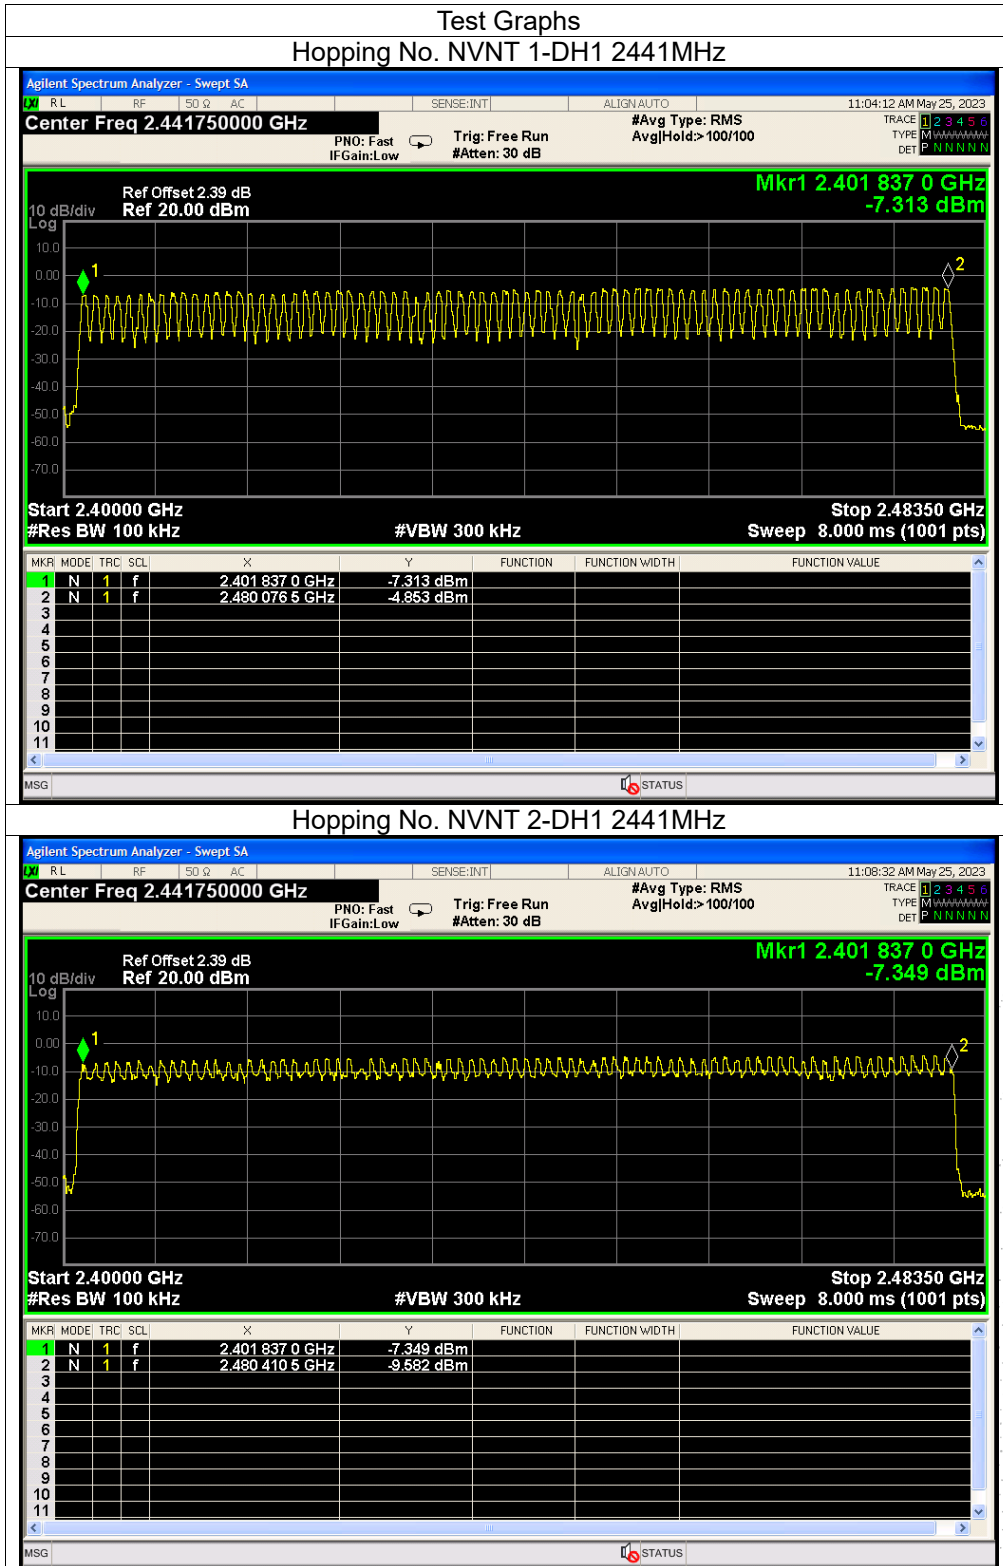 Test Graphs
Hopping No. NVNT 1-DH1 2441MHz
Agilent Spectrum Analyzer - Swept SA
LXI RL RF 50 Ω AC SENSE:INT ALIGN AUTO 11:04:12 AM May 25, 2023
Center Freq 2.441750000 GHz #Avg Type: RMS TRACE 1 2 3 4 5 6
PNO: Fast Trig: Free Run Avg|Hold:>100/100 TYPE M
IFGain:Low #Atten: 30 dB DET P N N N N N
Mkr1 2.401 837 0 GHz
Ref Offset 2.39 dB
10 dB/div Ref 20.00 dBm -7.313 dBm
Log
10.0
1 2
0.00
-10.0
-20.0
-30.0
-40.0
-50.0
-60.0
-70.0
Start 2.40000 GHz Stop 2.48350 GHz
#Res BW 100 kHz #VBW 300 kHz Sweep 8.000 ms (1001 pts)
MKR MODE TRC SCL X Y FUNCTION FUNCTION WIDTH FUNCTION VALUE
1 N 1 f 2.401 837 0 GHz -7.313 dBm
2 N 1 f 2.480 076 5 GHz -4.853 dBm
3
4
5
6
7
8
9
10
11
MSG STATUS
Hopping No. NVNT 2-DH1 2441MHz
Agilent Spectrum Analyzer - Swept SA
LXI RL RF 50 Ω AC SENSE:INT ALIGN AUTO 11:08:32 AM May 25, 2023
Center Freq 2.441750000 GHz #Avg Type: RMS TRACE 1 2 3 4 5 6
PNO: Fast Trig: Free Run Avg|Hold:>100/100 TYPE M
IFGain:Low #Atten: 30 dB DET P N N N N N
Mkr1 2.401 837 0 GHz
Ref Offset 2.39 dB
10 dB/div Ref 20.00 dBm -7.349 dBm
Log
10.0
1 2
0.00
-10.0
-20.0
-30.0
-40.0
-50.0
-60.0
-70.0
Start 2.40000 GHz Stop 2.48350 GHz
#Res BW 100 kHz #VBW 300 kHz Sweep 8.000 ms (1001 pts)
MKR MODE TRC SCL X Y FUNCTION FUNCTION WIDTH FUNCTION VALUE
1 N 1 f 2.401 837 0 GHz -7.349 dBm
2 N 1 f 2.480 410 5 GHz -9.582 dBm
3
4
5
6
7
8
9
10
11
MSG STATUS